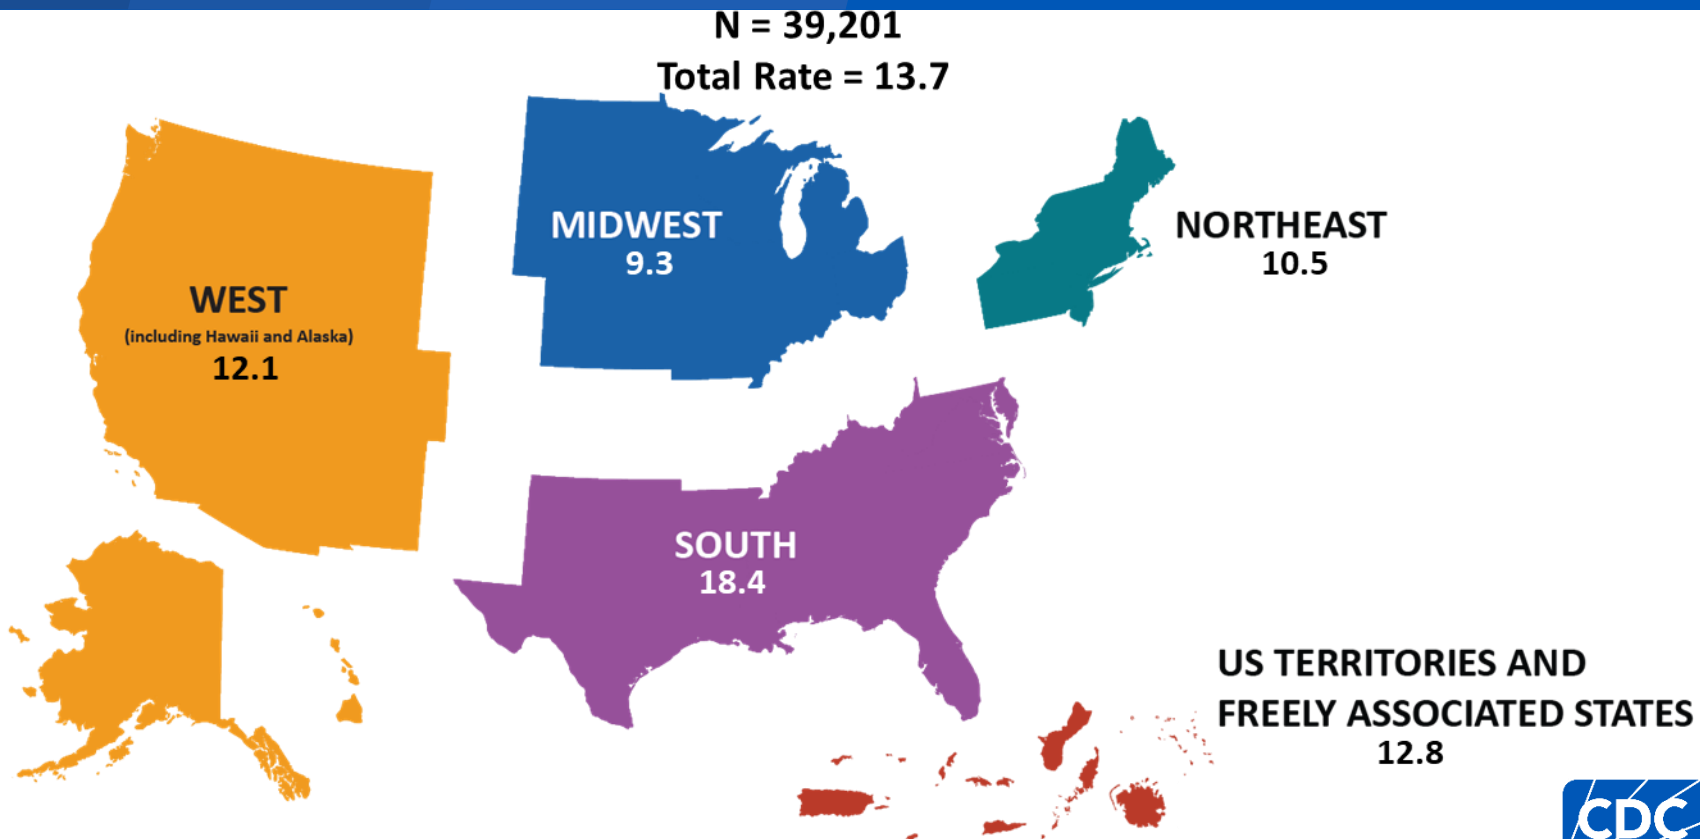 N = 39,201
Total Rate = 13.7
WEST
(including Hawaii and Alaska)
12.1
MIDWEST
9.3
NORTHEAST
10.5
SOUTH
18.4
US TERRITORIES AND
FREELY ASSOCIATED STATES
12.8
CDC